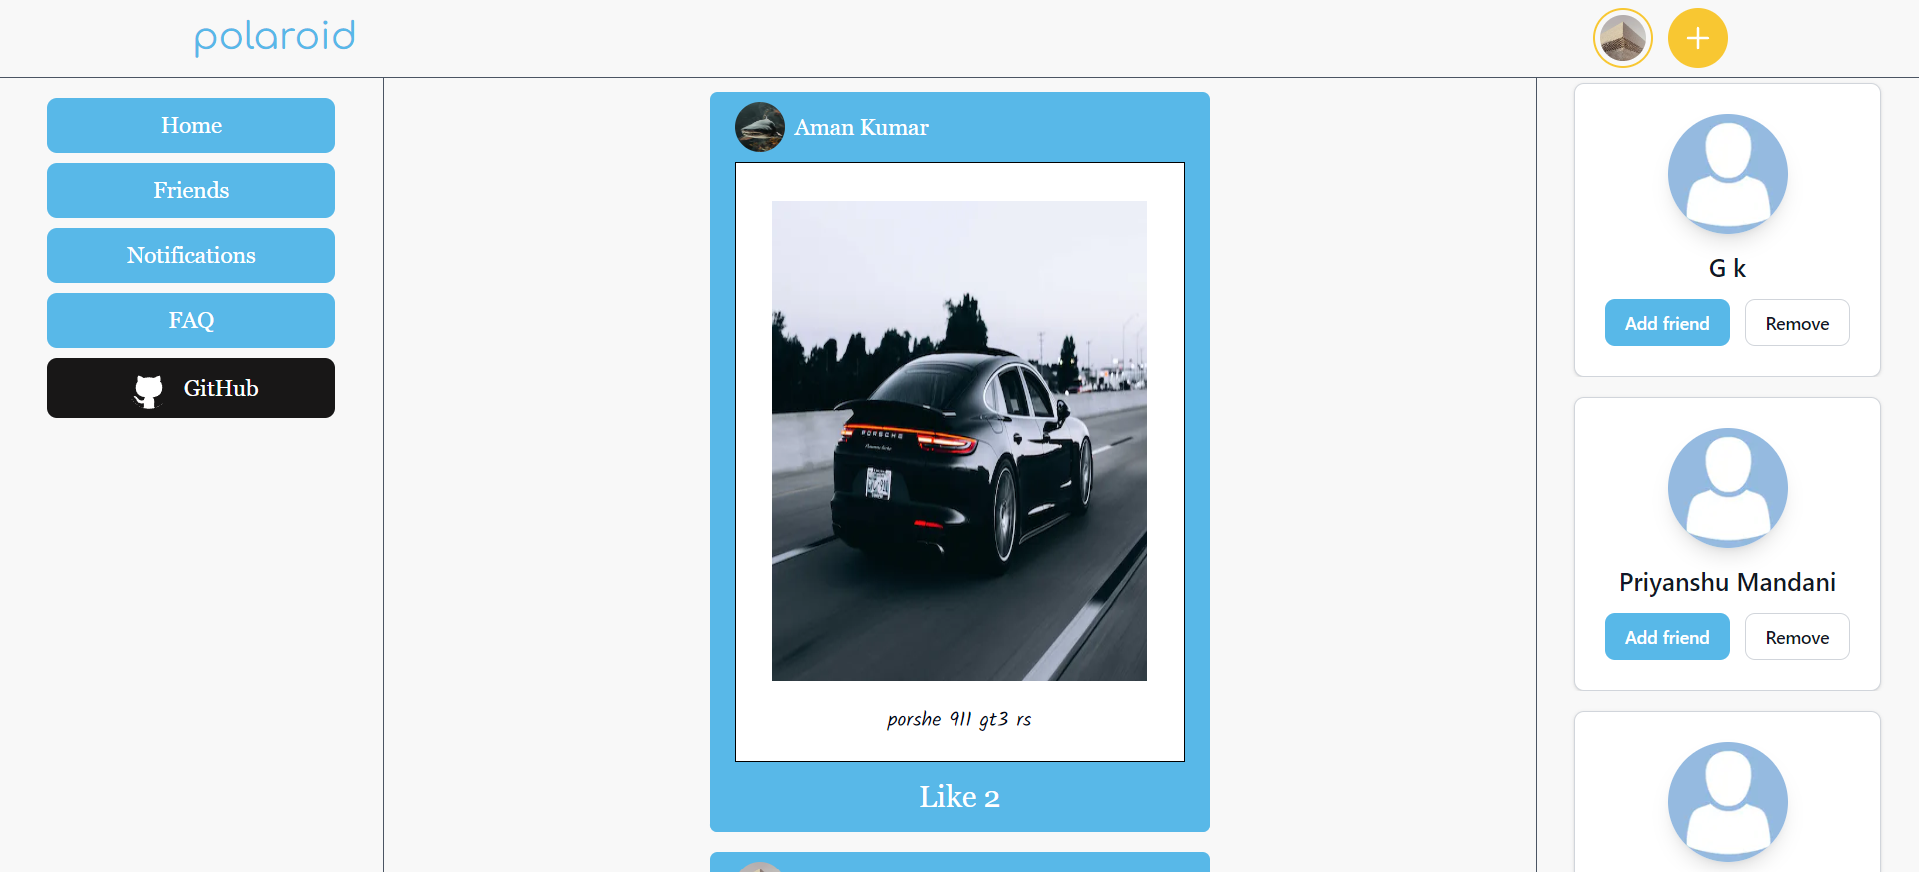 polaroid
Home
Friends
Notifications
FAQ
GitHub
Aman Kumar
PORSCHE
porshe 911 gt3 rs
Like 2
G k
Add friend
Remove
Priyanshu Mandani
Add friend
Remove